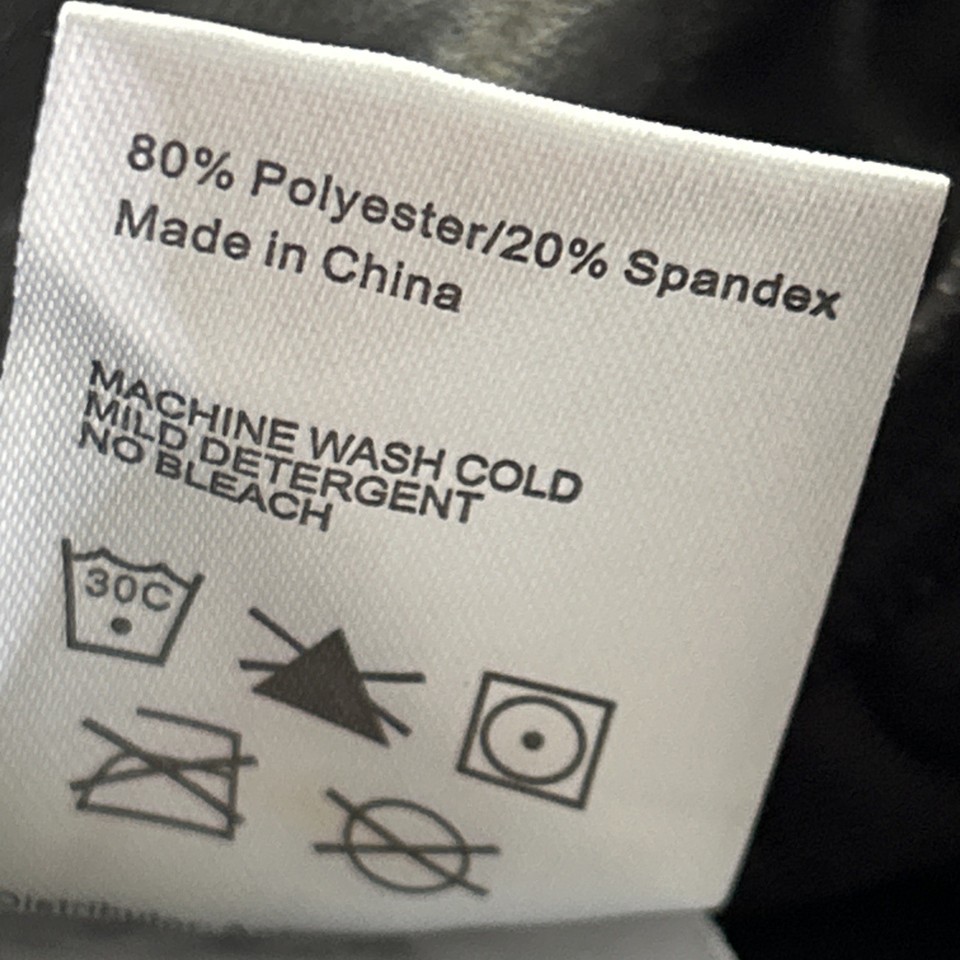 80% Polyester/20% Spandex
Made in China
MACHINE WASH COLD
MILD DETERGENT
NO BLEACH
30C